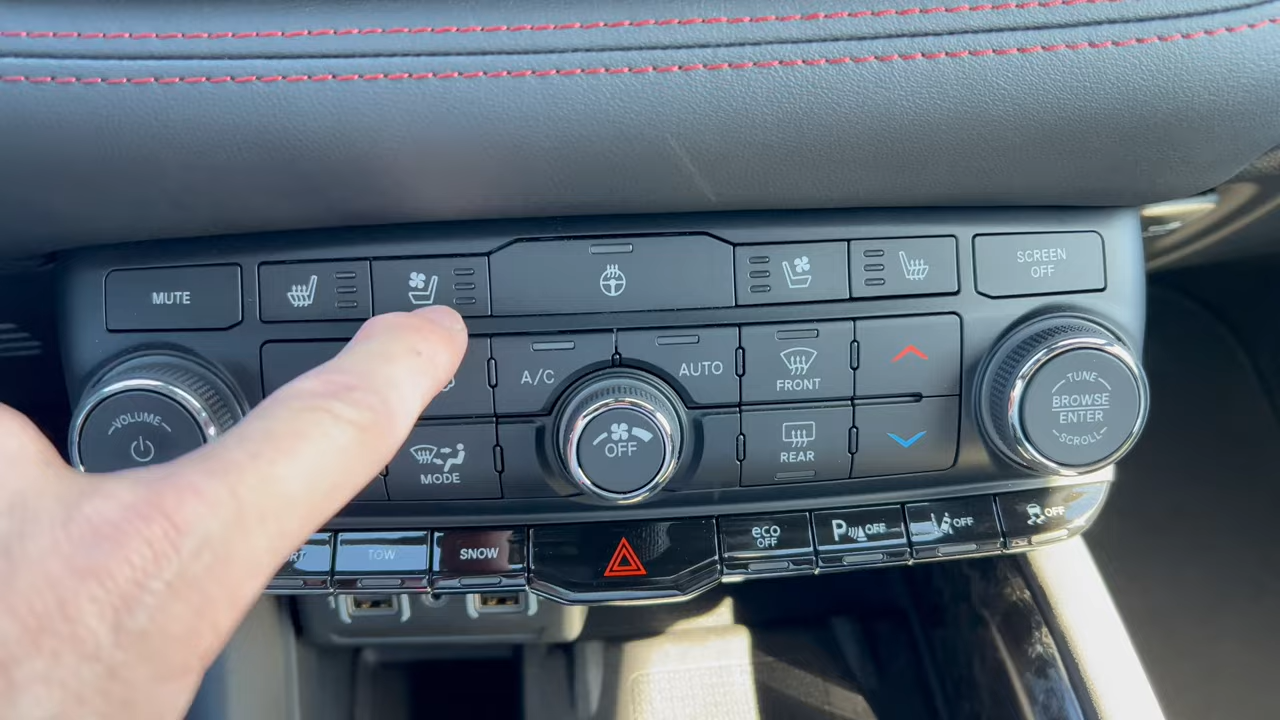 MUTE
SCREEN
OFF
A/C
AUTO
FRONT
VOLUME
OFF
MODE
REAR
TUNE
BROWSE
ENTER
SCROLL
TOW
SNOW
eco
OFF
P OFF
OFF
OFF